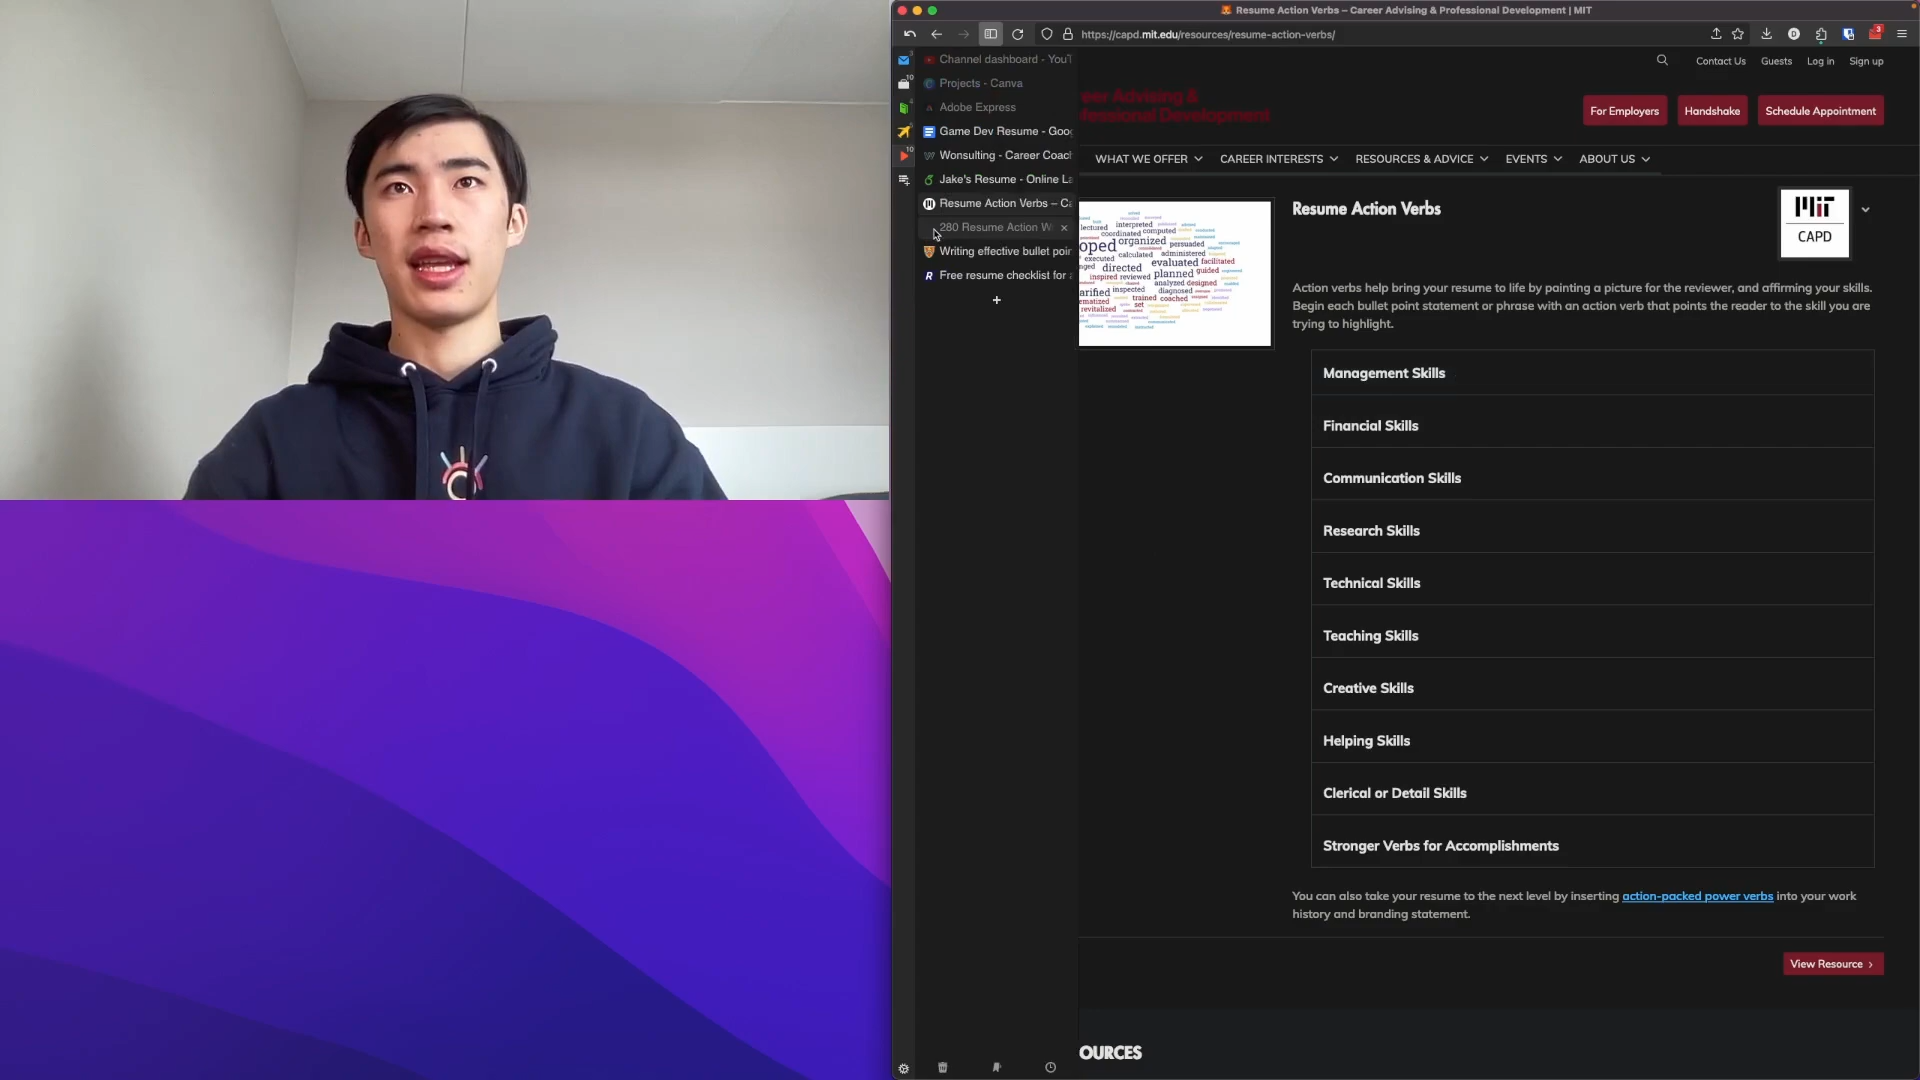 Resume Action Verbs – Career Advising & Professional Development | MIT
https://capd.mit.edu/resources/resume-action-verbs/
3
Channel dashboard - YouT
Projects - Canva
Adobe Express
Game Dev Resume - Goo
Wonsulting - Career Coac
Jake's Resume - Online La
Resume Action Verbs – Ca
280 Resume Action W
Writing effective bullet poin
Free resume checklist for a
Contact Us
Guests
Log in
Sign up
eer Advising &
fessional Development
For Employers
Handshake
Schedule Appointment
WHAT WE OFFER
CAREER INTERESTS
RESOURCES & ADVICE
EVENTS
ABOUT US
lectured interpreted
coordinated computed
oped organized persuaded
executed calculated administered
nged directed evaluated facilitated
inspired reviewed planned guided
analyzed designed
arified inspected diagnosed
ematized trained coached
revitalized set
Resume Action Verbs
MIT
CAPD
Action verbs help bring your resume to life by painting a picture for the reviewer, and affirming your skills.
Begin each bullet point statement or phrase with an action verb that points the reader to the skill you are
trying to highlight.
Management Skills
Financial Skills
Communication Skills
Research Skills
Technical Skills
Teaching Skills
Creative Skills
Helping Skills
Clerical or Detail Skills
Stronger Verbs for Accomplishments
You can also take your resume to the next level by inserting action-packed power verbs into your work
history and branding statement.
View Resource
OURCES